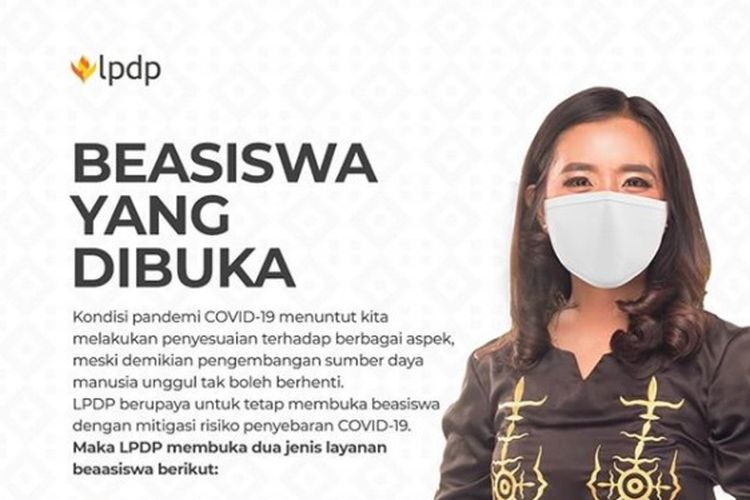 lpdp
BEASISWA
YANG
DIBUKA
Kondisi pandemi COVID-19 menuntut kita
melakukan penyesuaian terhadap berbagai aspek,
meski demikian pengembangan sumber daya
manusia unggul tak boleh berhenti.
LPDP berupaya untuk tetap membuka beasiswa
dengan mitigasi risiko penyebaran COVID-19.
Maka LPDP membuka dua jenis layanan
beaasiswa berikut: